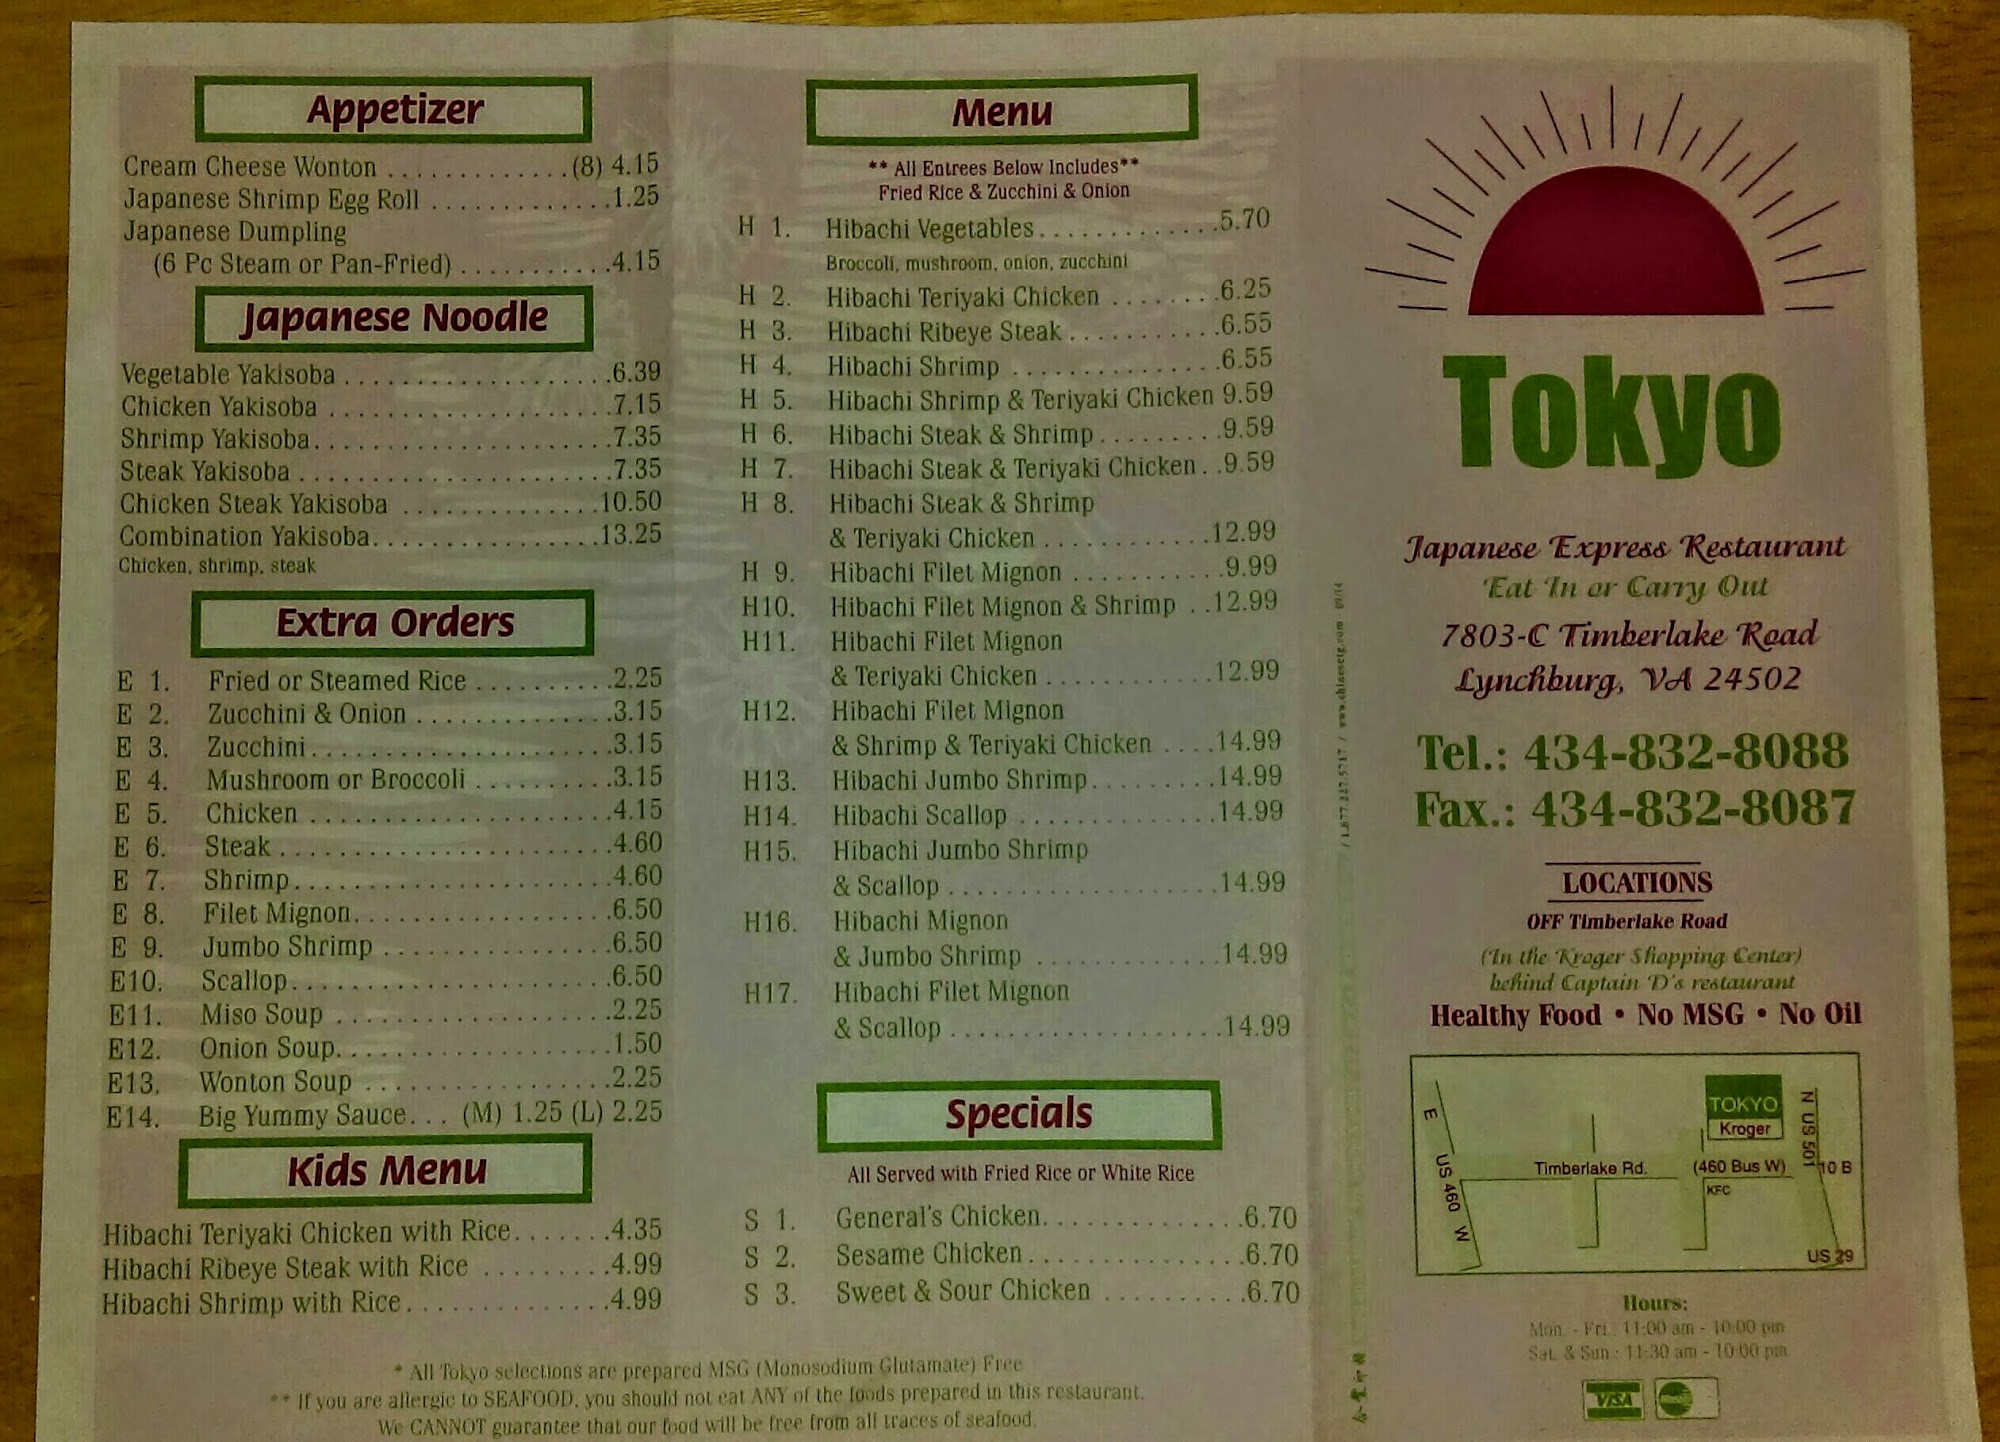 Appetizer
Cream Cheese Wonton . . . . . . . . . . . . . (8) 4.15
Japanese Shrimp Egg Roll . . . . . . . . . . . . . 1.25
Japanese Dumpling
(6 Pc Steam or Pan-Fried) . . . . . . . . . . . 4.15
Japanese Noodle
Vegetable Yakisoba . . . . . . . . . . . . . . . . . . . 6.39
Chicken Yakisoba . . . . . . . . . . . . . . . . . . . . 7.15
Shrimp Yakisoba . . . . . . . . . . . . . . . . . . . . . 7.35
Steak Yakisoba . . . . . . . . . . . . . . . . . . . . . . 7.35
Chicken Steak Yakisoba . . . . . . . . . . . . . . 10.50
Combination Yakisoba . . . . . . . . . . . . . . . . 13.25
Chicken, shrimp, steak
Extra Orders
E 1. Fried or Steamed Rice . . . . . . . . . . 2.25
E 2. Zucchini & Onion . . . . . . . . . . . . . . 3.15
E 3. Zucchini . . . . . . . . . . . . . . . . . . . . . 3.15
E 4. Mushroom or Broccoli . . . . . . . . . . 3.15
E 5. Chicken . . . . . . . . . . . . . . . . . . . . . 4.15
E 6. Steak . . . . . . . . . . . . . . . . . . . . . . . 4.60
E 7. Shrimp . . . . . . . . . . . . . . . . . . . . . . 4.60
E 8. Filet Mignon . . . . . . . . . . . . . . . . . . 6.50
E 9. Jumbo Shrimp . . . . . . . . . . . . . . . . 6.50
E10. Scallop . . . . . . . . . . . . . . . . . . . . . . 6.50
E11. Miso Soup . . . . . . . . . . . . . . . . . . . 2.25
E12. Onion Soup . . . . . . . . . . . . . . . . . . . 1.50
E13. Wonton Soup . . . . . . . . . . . . . . . . . 2.25
E14. Big Yummy Sauce . . . (M) 1.25 (L) 2.25
Kids Menu
Hibachi Teriyaki Chicken with Rice . . . . . . . 4.35
Hibachi Ribeye Steak with Rice . . . . . . . . . 4.99
Hibachi Shrimp with Rice . . . . . . . . . . . . . . 4.99
Menu
** All Entrees Below Includes**
Fried Rice & Zucchini & Onion
H 1. Hibachi Vegetables . . . . . . . . . . . . . 5.70
Broccoli, mushroom, onion, zucchini
H 2. Hibachi Teriyaki Chicken . . . . . . . . 6.25
H 3. Hibachi Ribeye Steak . . . . . . . . . . . 6.55
H 4. Hibachi Shrimp . . . . . . . . . . . . . . . 6.55
H 5. Hibachi Shrimp & Teriyaki Chicken 9.59
H 6. Hibachi Steak & Shrimp . . . . . . . . . 9.59
H 7. Hibachi Steak & Teriyaki Chicken . . 9.59
H 8. Hibachi Steak & Shrimp
& Teriyaki Chicken . . . . . . . . . . . . 12.99
H 9. Hibachi Filet Mignon . . . . . . . . . . . 9.99
H10. Hibachi Filet Mignon & Shrimp . . 12.99
H11. Hibachi Filet Mignon
& Teriyaki Chicken . . . . . . . . . . . . 12.99
H12. Hibachi Filet Mignon
& Shrimp & Teriyaki Chicken . . . . 14.99
H13. Hibachi Jumbo Shrimp . . . . . . . . . 14.99
H14. Hibachi Scallop . . . . . . . . . . . . . . 14.99
H15. Hibachi Jumbo Shrimp
& Scallop . . . . . . . . . . . . . . . . . . . 14.99
H16. Hibachi Mignon
& Jumbo Shrimp . . . . . . . . . . . . . 14.99
H17. Hibachi Filet Mignon
& Scallop . . . . . . . . . . . . . . . . . . . 14.99
Specials
All Served with Fried Rice or White Rice
S 1. General's Chicken . . . . . . . . . . . . . . 6.70
S 2. Sesame Chicken . . . . . . . . . . . . . . . 6.70
S 3. Sweet & Sour Chicken . . . . . . . . . . 6.70
* All Tokyo selections are prepared MSG (Monosodium Glutamate) Free
** If you are allergic to SEAFOOD, you should not eat ANY of the foods prepared in this restaurant.
We CANNOT guarantee that our food will be free from all traces of seafood.
Tokyo
Japanese Express Restaurant
Eat In or Carry Out
7803-C Timberlake Road
Lynchburg, VA 24502
Tel.: 434-832-8088
Fax.: 434-832-8087
LOCATIONS
OFF Timberlake Road
(In the Kroger Shopping Center)
behind Captain D's restaurant
Healthy Food • No MSG • No Oil
TOKYO
Kroger
N US 501
E US 460 W
Timberlake Rd.
(460 Bus W)
10 B
KFC
US 29
Hours:
Mon. - Fri.: 11:00 am - 10:00 pm
Sat. & Sun.: 11:30 am - 10:00 pm
VISA